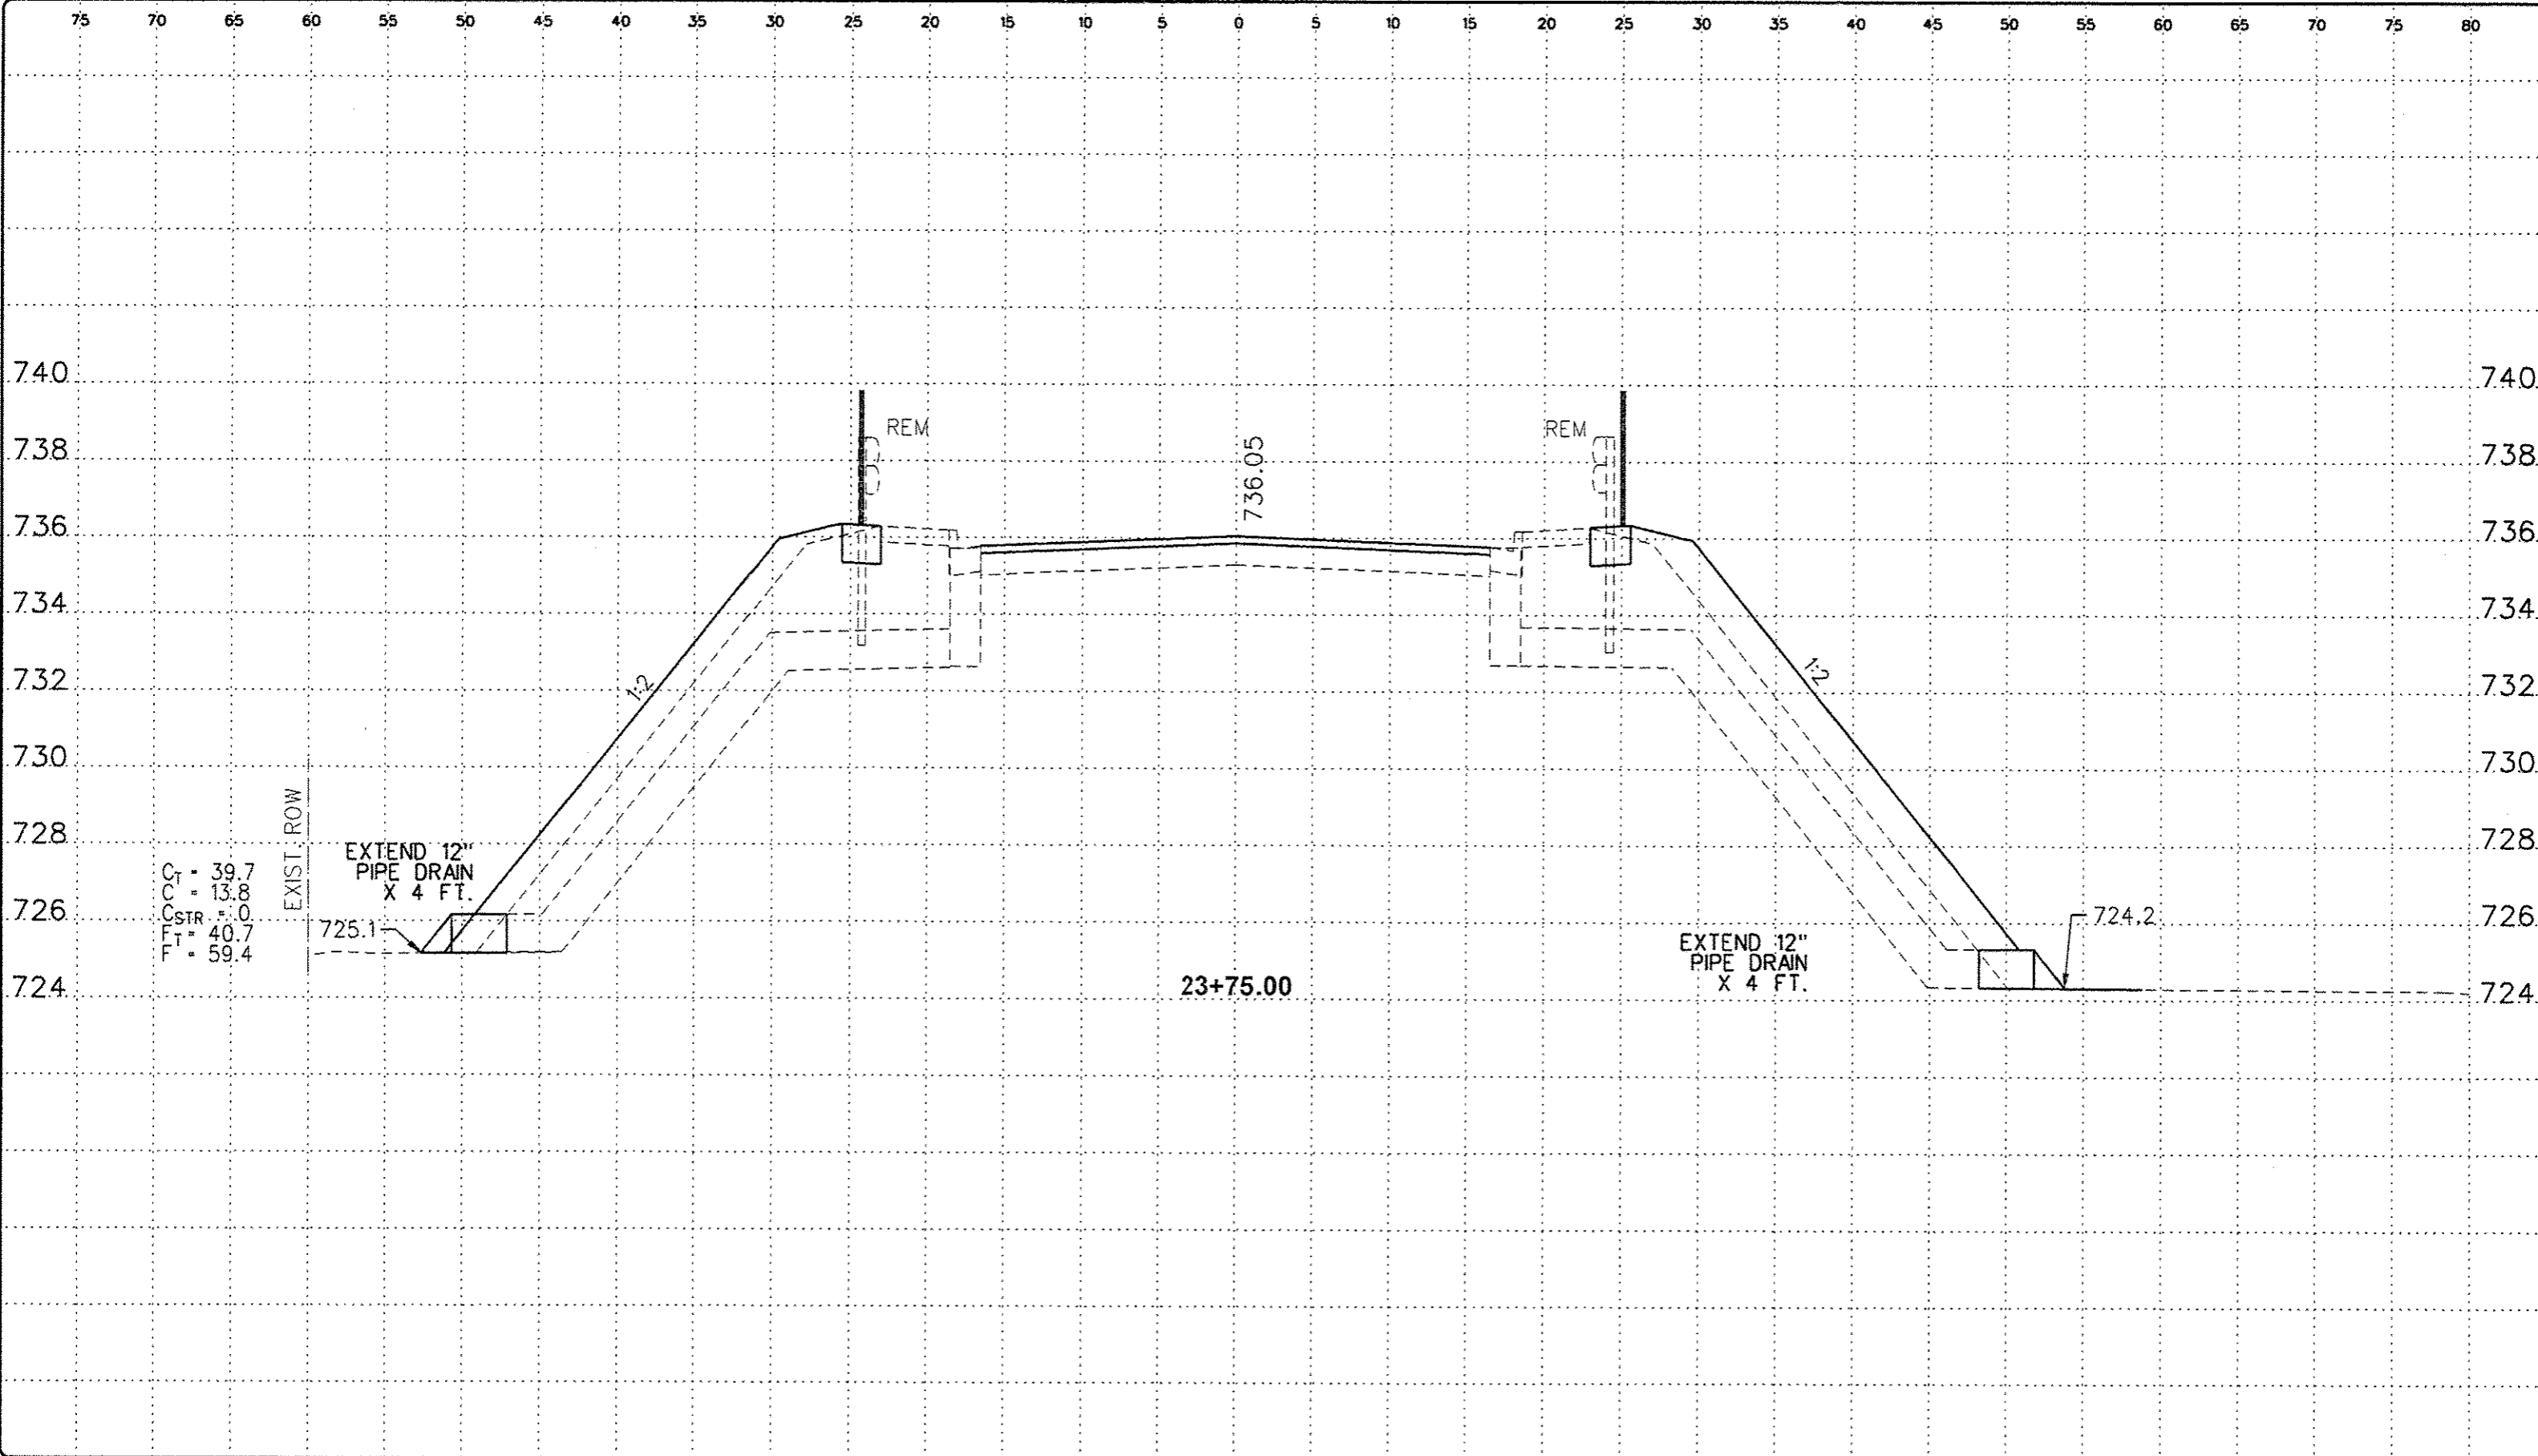 75 70 65 60 55 50 45 40 35 30 25 20 15 10 5 0 5 10 15 20 25 30 35 40 45 50 55 60 65 70 75 80
740 740
REM REM
738 736.05 738
736 736
734 734
1:2 1:2
732 732
730 730
EXIST. ROW
728 728
EXTEND 12"
PIPE DRAIN
X 4 FT.
CT = 39.7
C = 13.8
CSTR = 0
FT = 40.7
F = 59.4
726 726
725.1
724.2
EXTEND 12"
PIPE DRAIN
X 4 FT.
724 724
23+75.00